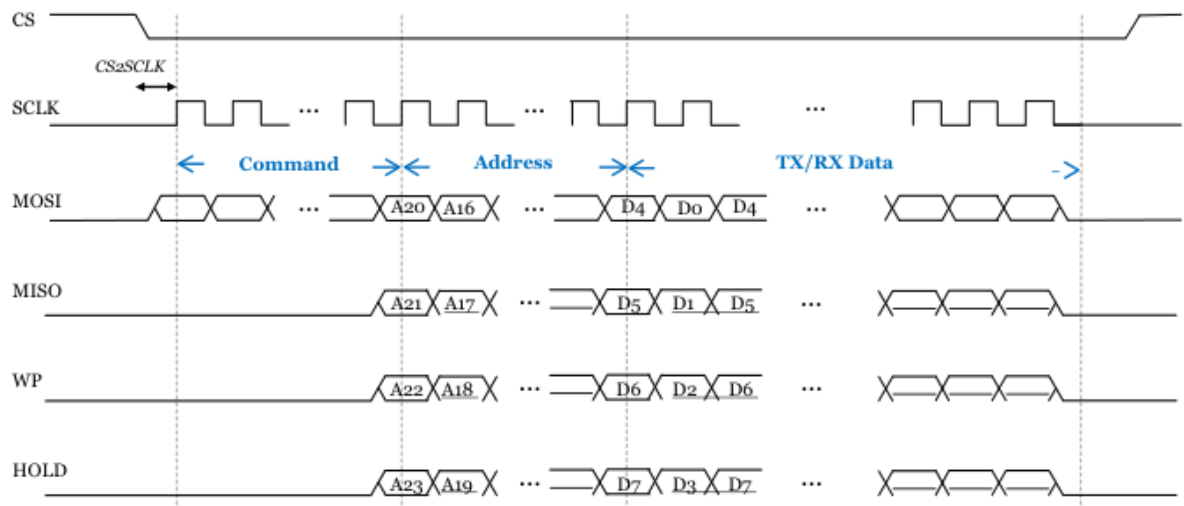 CS
CS2SCLK
SCLK ... ... ...
Command Address TX/RX Data
MOSI ... A20 A16 ... D4 D0 D4 ...
MISO A21 A17 ... D5 D1 D5 ...
WP A22 A18 ... D6 D2 D6 ...
HOLD A23 A19 ... D7 D3 D7 ...